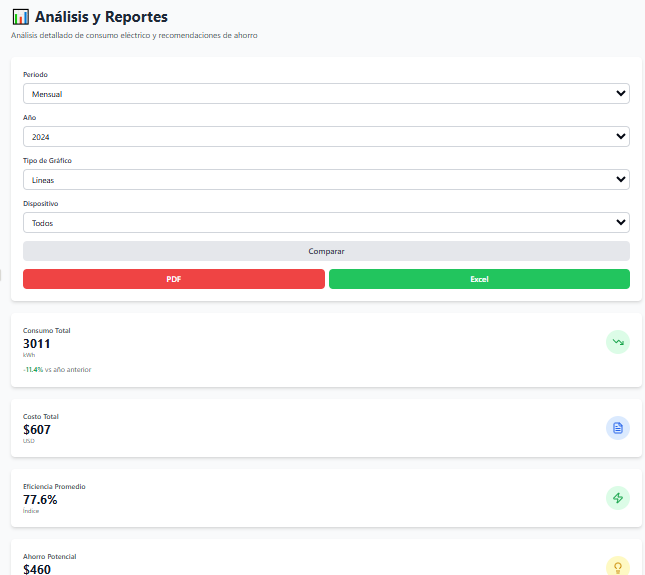 Análisis y Reportes
Análisis detallado de consumo eléctrico y recomendaciones de ahorro
Periodo
Mensual
Año
2024
Tipo de Gráfico
Líneas
Dispositivo
Todos
Comparar
PDF
Excel
Consumo Total
3011
kWh
-11.4% vs año anterior
Costo Total
$607
USD
Eficiencia Promedio
77.6%
Índice
Ahorro Potencial
$460